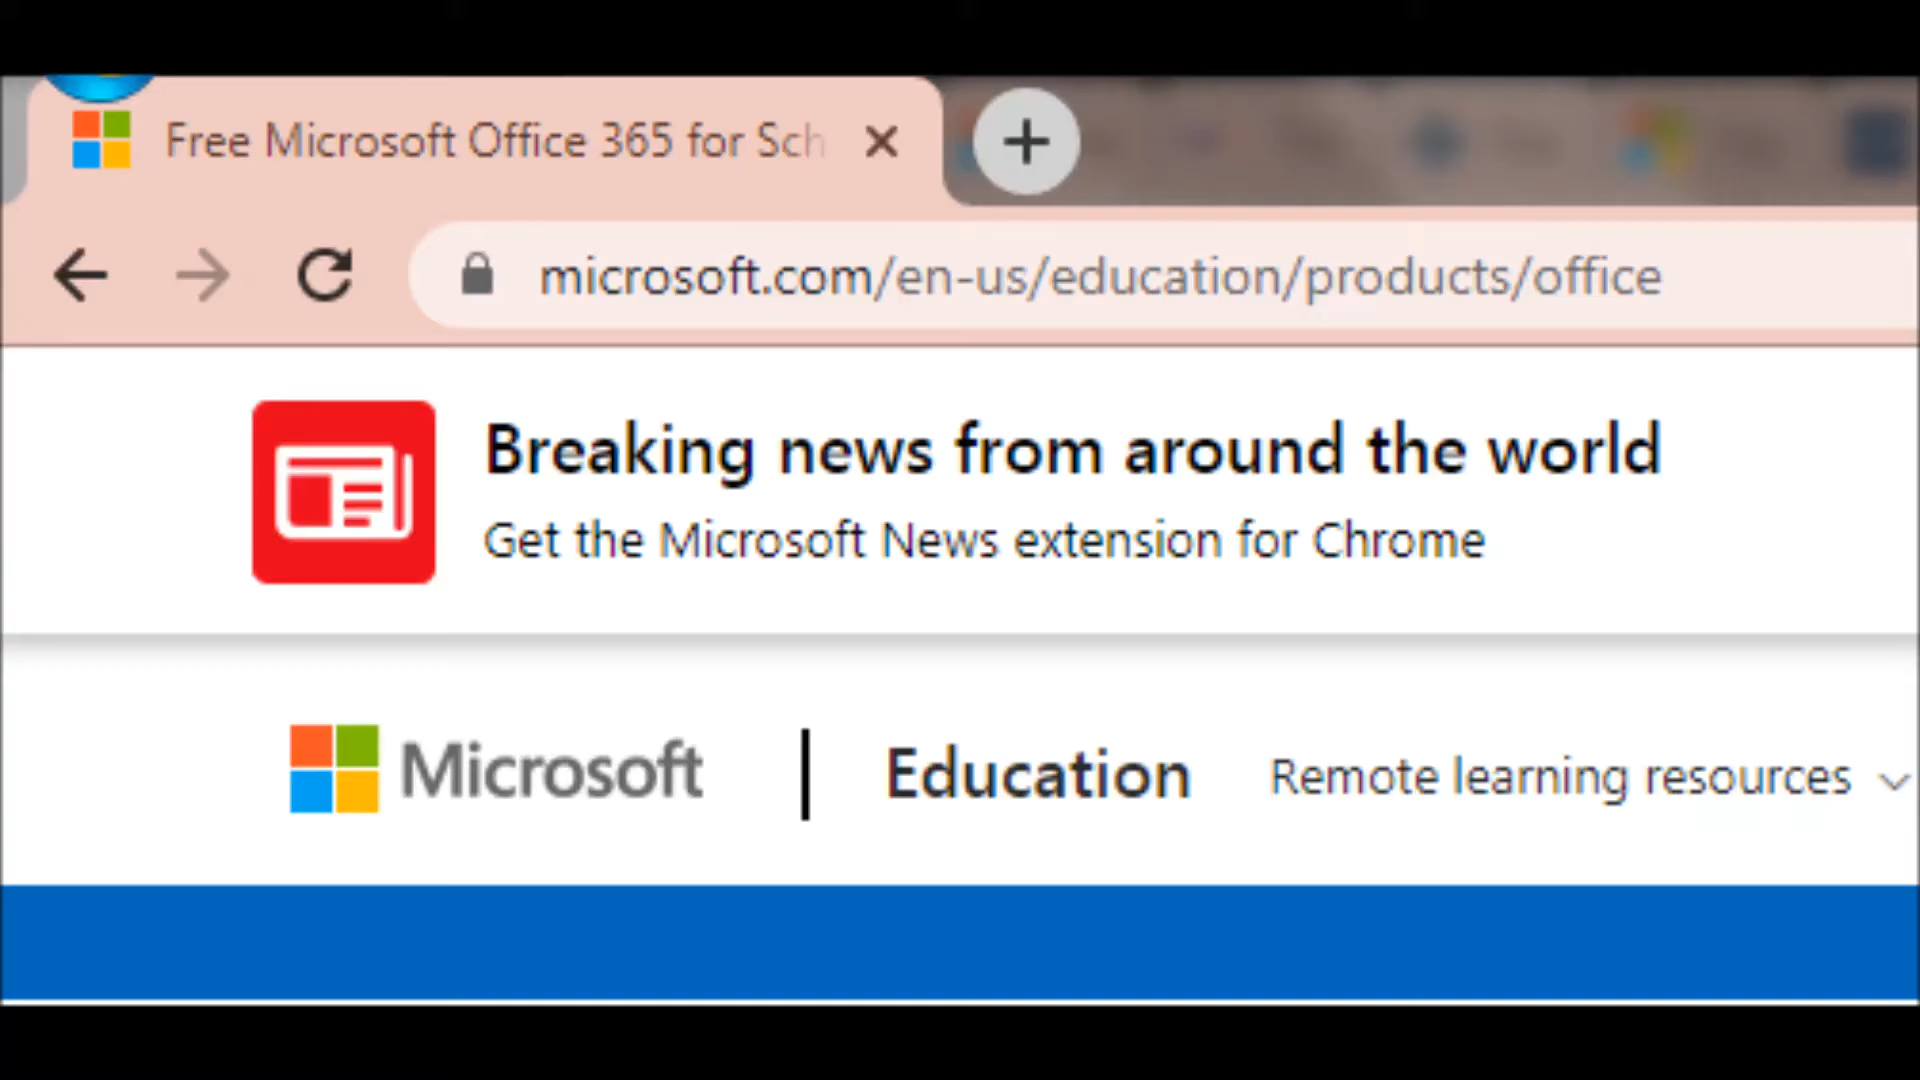 Free Microsoft Office 365 for Sch
microsoft.com/en-us/education/products/office
Breaking news from around the world
Get the Microsoft News extension for Chrome
Microsoft | Education Remote learning resources